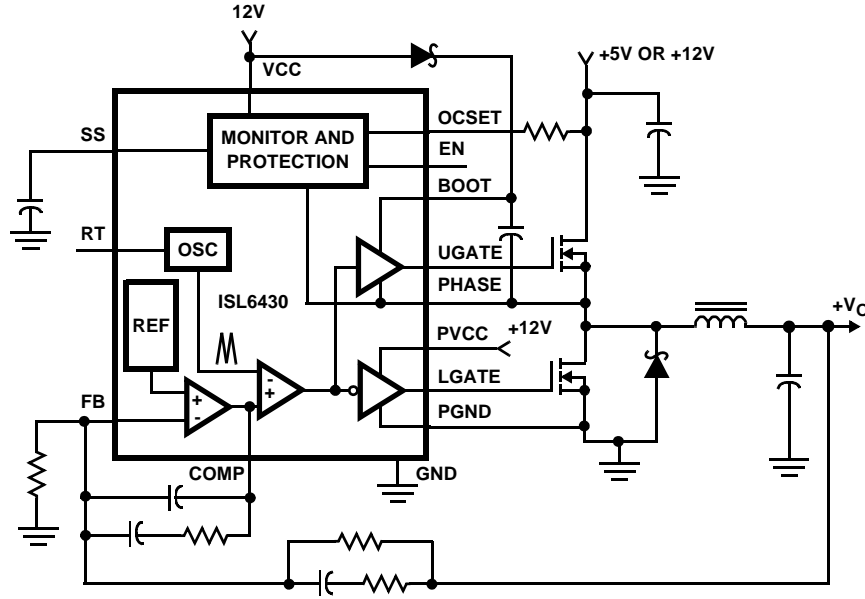 12V
VCC
+5V OR +12V
SS
MONITOR AND
PROTECTION
OCSET
EN
BOOT
RT
OSC
UGATE
PHASE
ISL6430
REF
+VO
PVCC
+12V
LGATE
PGND
FB
+
-
-
+
COMP
GND